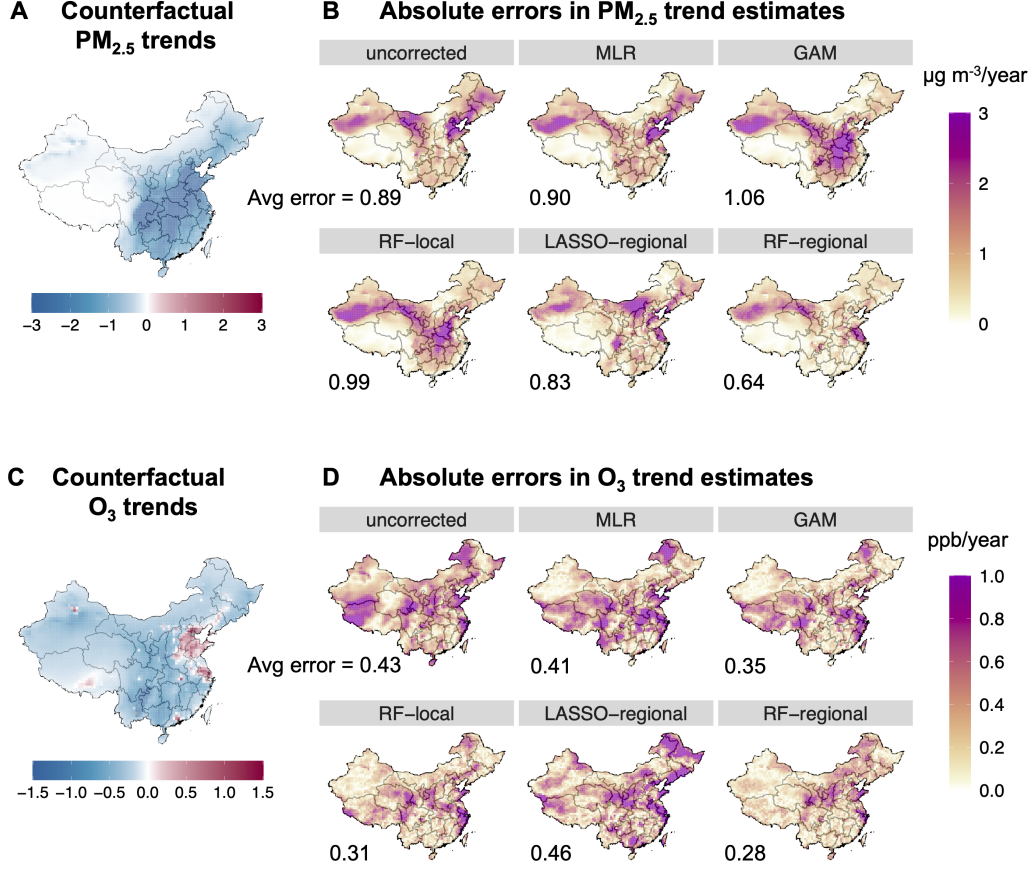 A Counterfactual
PM2.5 trends
−3 −2 −1 0 1 2 3
B Absolute errors in PM2.5 trend estimates
uncorrected MLR GAM
Avg error = 0.89 0.90 1.06
RF−local LASSO−regional RF−regional
0.99 0.83 0.64
µg m-3/year
3
2
1
0
C Counterfactual
O3 trends
−1.5 −1.0 −0.5 0.0 0.5 1.0 1.5
D Absolute errors in O3 trend estimates
uncorrected MLR GAM
Avg error = 0.43 0.41 0.35
RF−local LASSO−regional RF−regional
0.31 0.46 0.28
ppb/year
1.0
0.8
0.6
0.4
0.2
0.0